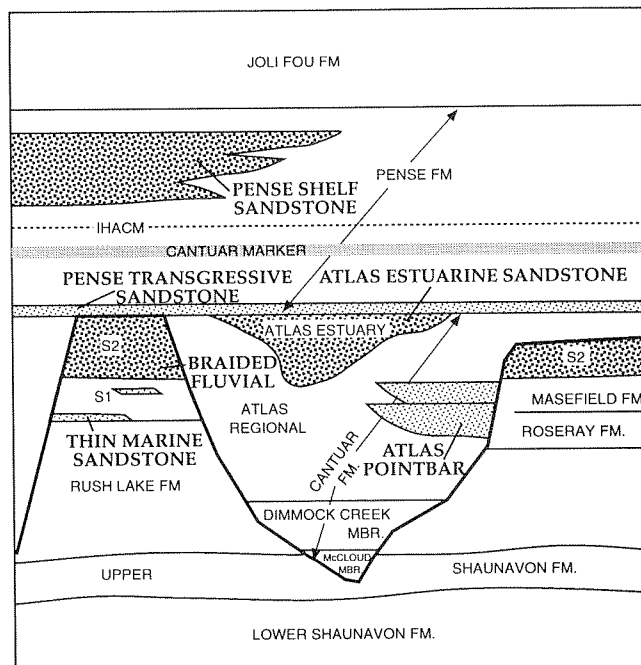 JOLI FOU FM
PENSE FM
PENSE SHELF
SANDSTONE
IHACM
CANTUAR MARKER
PENSE TRANSGRESSIVE
SANDSTONE
ATLAS ESTUARINE SANDSTONE
ATLAS ESTUARY
S2
BRAIDED
FLUVIAL
S2
S1
ATLAS
REGIONAL
MASEFIELD FM
THIN MARINE
SANDSTONE
ROSERAY FM.
CANTUAR
FM.
ATLAS
POINTBAR
RUSH LAKE FM
DIMMOCK CREEK
MBR.
McCLOUD
MBR.
UPPER
SHAUNAVON FM.
LOWER SHAUNAVON FM.